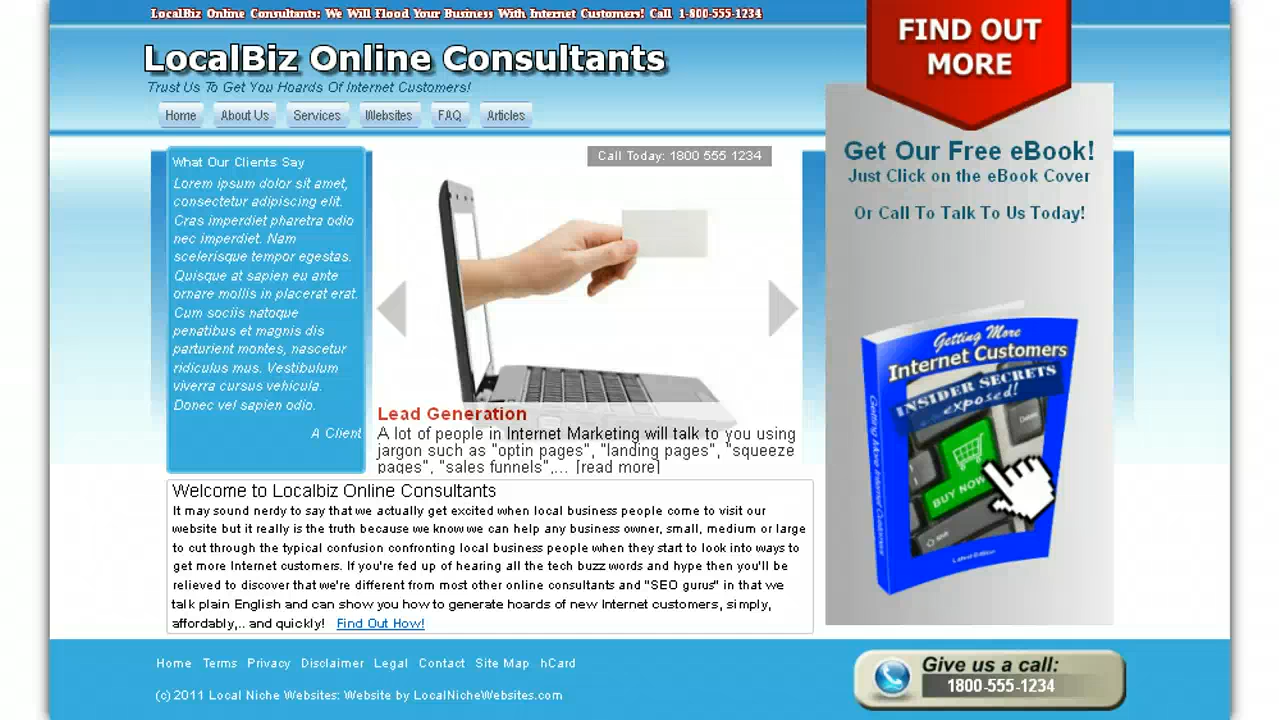 LocalBiz Online Consultants: We Will Flood Your Business With Internet Customers! Call 1-800-555-1234
LocalBiz Online Consultants
Trust Us To Get You Hoards Of Internet Customers!
Home About Us Services Websites FAQ Articles
FIND OUT
MORE
Get Our Free eBook!
Just Click on the eBook Cover
Or Call To Talk To Us Today!
What Our Clients Say
Lorem ipsum dolor sit amet,
consectetur adipiscing elit.
Cras imperdiet pharetra odio
nec imperdiet. Nam
scelerisque tempor egestas.
Quisque at sapien eu ante
ornare mollis in placerat erat.
Cum sociis natoque
penatibus et magnis dis
parturient montes, nascetur
ridiculus mus. Vestibulum
viverra cursus vehicula.
Donec vel sapien odio.
A Client
Call Today: 1800 555 1234
Lead Generation
A lot of people in Internet Marketing will talk to you using
jargon such as "optin pages", "landing pages", "squeeze
pages", "sales funnels",... [read more]
Getting More
Internet Customers
INSIDER SECRETS
exposed!
BUY NOW
Shift
Latest Edition
Getting More Internet Customers
Welcome to Localbiz Online Consultants
It may sound nerdy to say that we actually get excited when local business people come to visit our
website but it really is the truth because we know we can help any business owner, small, medium or large
to cut through the typical confusion confronting local business people when they start to look into ways to
get more Internet customers. If you're fed up of hearing all the tech buzz words and hype then you'll be
relieved to discover that we're different from most other online consultants and "SEO gurus" in that we
talk plain English and can show you how to generate hoards of new Internet customers, simply,
affordably,.. and quickly! Find Out How!
Home Terms Privacy Disclaimer Legal Contact Site Map hCard
(c) 2011 Local Niche Websites: Website by LocalNicheWebsites.com
Give us a call:
1800-555-1234